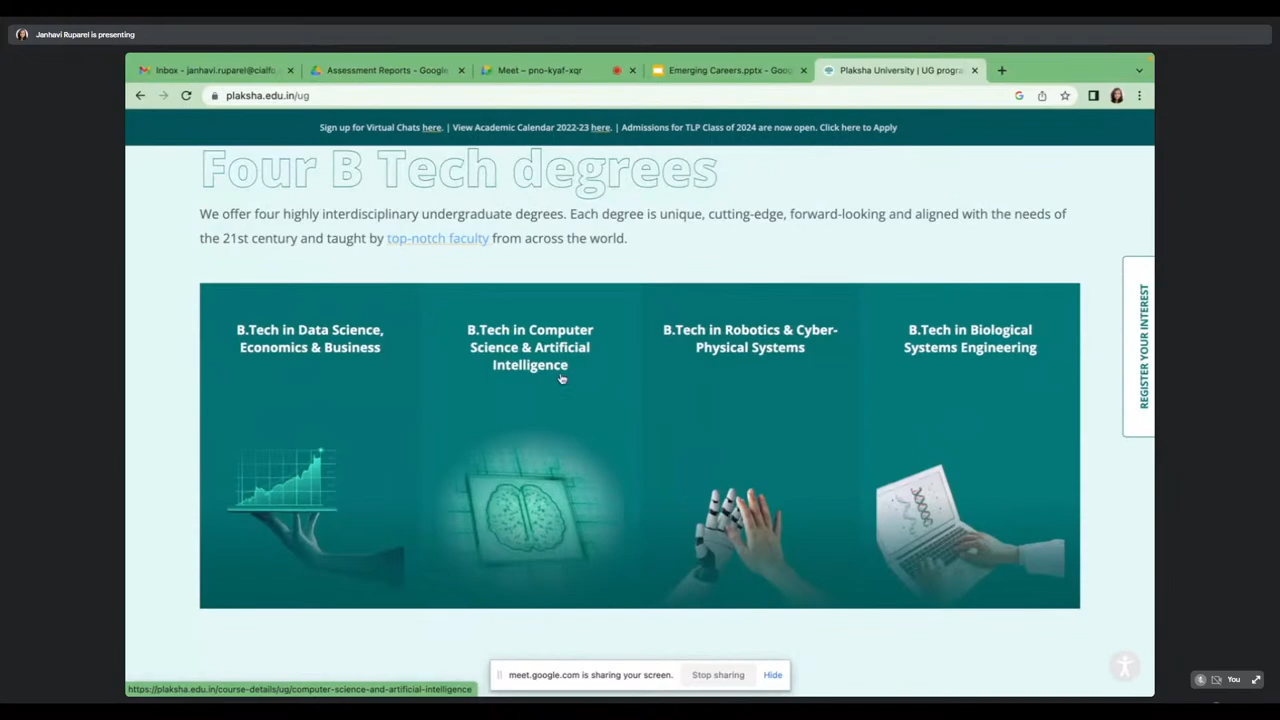 Janhavi Ruparel is presenting
Inbox - janhavi.ruparel@cialfo
Assessment Reports - Google
Meet – pno-kyaf-xqr
Emerging Careers.pptx - Goo
Plaksha University | UG progra
plaksha.edu.in/ug
Sign up for Virtual Chats here. | View Academic Calendar 2022-23 here. | Admissions for TLP Class of 2024 are now open. Click here to Apply
Four B Tech degrees
We offer four highly interdisciplinary undergraduate degrees. Each degree is unique, cutting-edge, forward-looking and aligned with the needs of
the 21st century and taught by top-notch faculty from across the world.
REGISTER YOUR INTEREST
B.Tech in Data Science,
Economics & Business
B.Tech in Computer
Science & Artificial
Intelligence
B.Tech in Robotics & Cyber-
Physical Systems
B.Tech in Biological
Systems Engineering
meet.google.com is sharing your screen.
Stop sharing
Hide
https://plaksha.edu.in/course-details/ug/computer-science-and-artificial-intelligence
You